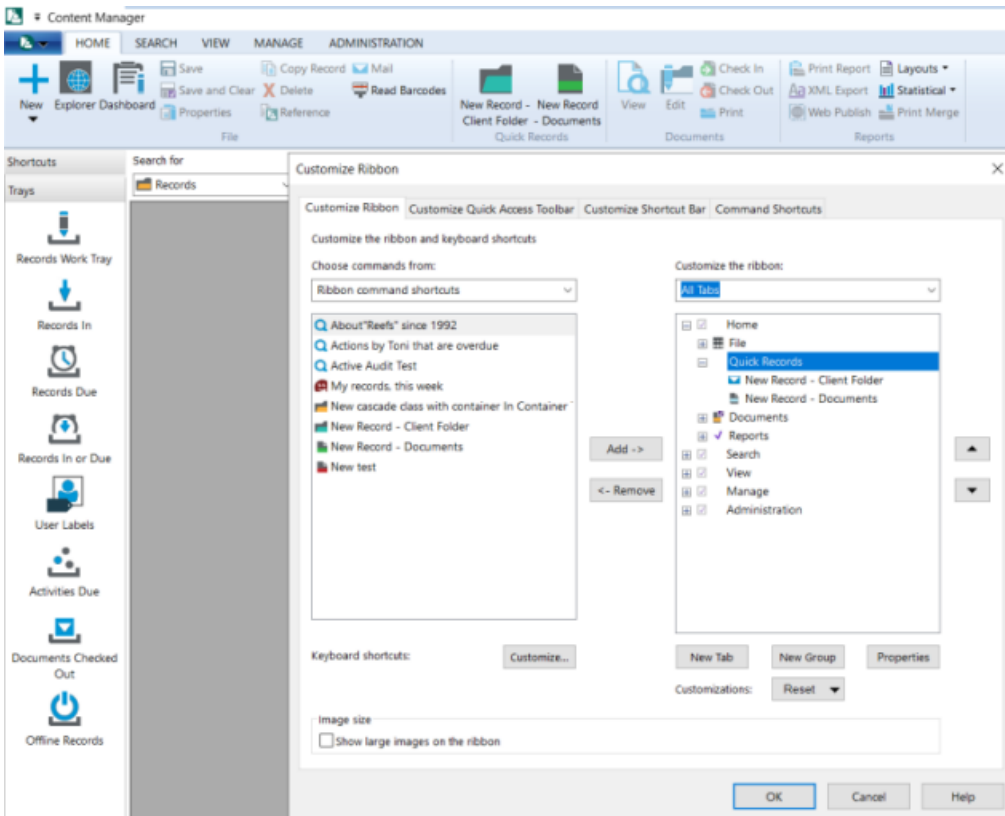 Content Manager
HOME SEARCH VIEW MANAGE ADMINISTRATION
New
Explorer
Dashboard
Save
Save and Clear
Properties
Copy Record
Delete
Reference
Mail
Read Barcodes
File
New Record - Client Folder
New Record - Documents
Quick Records
View
Edit
Check In
Check Out
Print
Documents
Print Report
XML Export
Web Publish
Layouts
Statistical
Print Merge
Reports
Shortcuts
Trays
Records Work Tray
Records In
Records Due
Records In or Due
User Labels
Activities Due
Documents Checked
Out
Offline Records
Search for
Records
Customize Ribbon
Customize Ribbon Customize Quick Access Toolbar Customize Shortcut Bar Command Shortcuts
Customize the ribbon and keyboard shortcuts
Choose commands from:
Ribbon command shortcuts
About"Reefs" since 1992
Actions by Toni that are overdue
Active Audit Test
My records, this week
New cascade class with container In Container
New Record - Client Folder
New Record - Documents
New test
Keyboard shortcuts:
Customize...
Add ->
<- Remove
Customize the ribbon:
All Tabs
Home
File
Quick Records
New Record - Client Folder
New Record - Documents
Documents
Reports
Search
View
Manage
Administration
New Tab
New Group
Properties
Customizations:
Reset
Image size
Show large images on the ribbon
OK
Cancel
Help